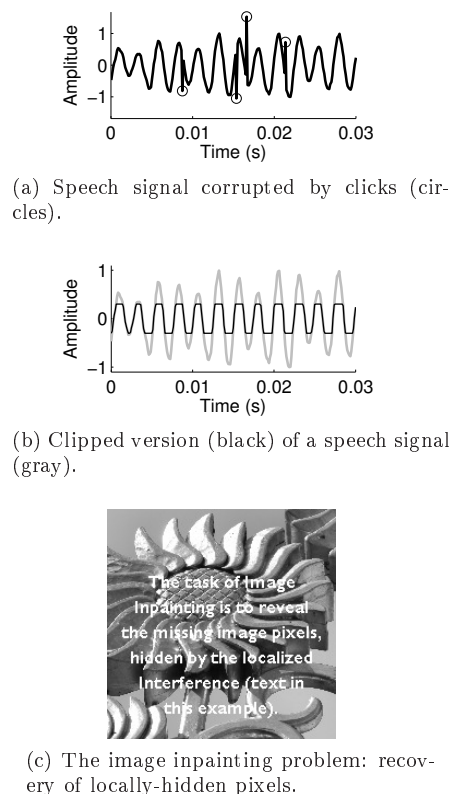 1
0
−1
Amplitude
0
0.01
0.02
0.03
Time (s)
(a) Speech signal corrupted by clicks (cir-
cles).
1
0
−1
Amplitude
0
0.01
0.02
0.03
Time (s)
(b) Clipped version (black) of a speech signal
(gray).
The task of Image
Inpainting is to reveal
the missing image pixels,
hidden by the localized
Interference (text in
this example).
(c) The image inpainting problem: recov-
ery of locally-hidden pixels.